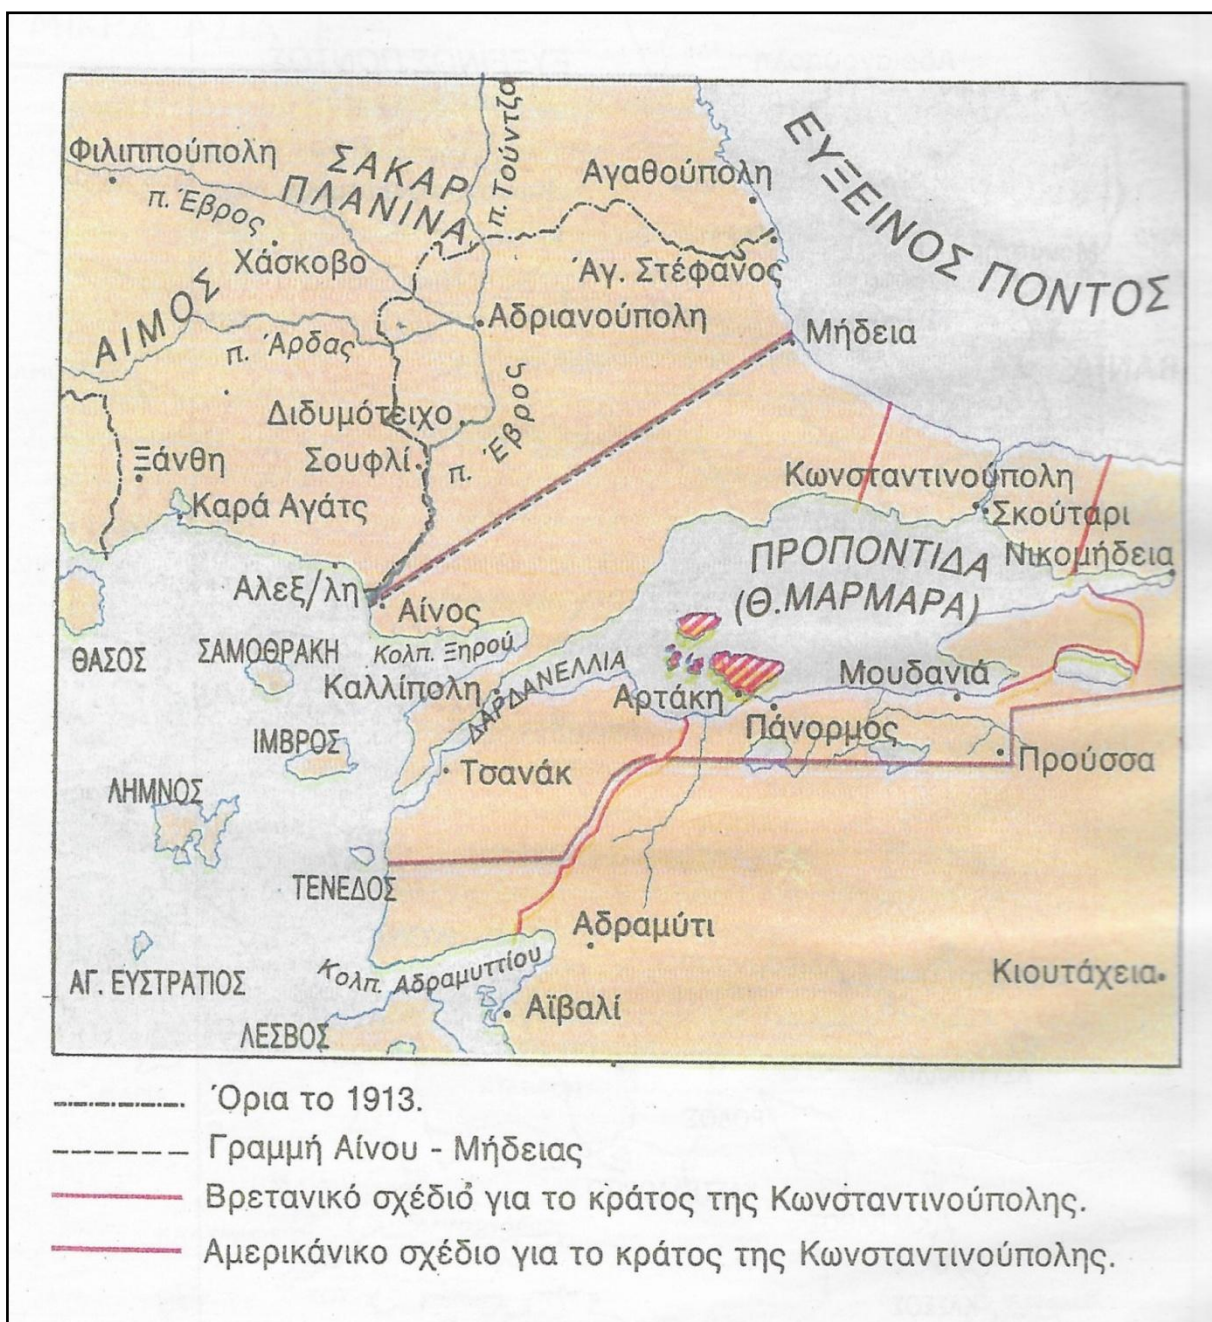 Φιλιππούπολη
ΣΑΚΑΡ
ΠΛΑΝΙΝΑ
π. Τούντζα
Αγαθούπολη
ΕΥΞΕΙΝΟΣ ΠΟΝΤΟΣ
π. Έβρος
Χάσκοβο
Άγ. Στέφανος
ΑΙΜΟΣ
Αδριανούπολη
Μήδεια
π. Άρδας
Διδυμότειχο
π. Έβρος
Ξάνθη
Σουφλί
Κωνσταντινούπολη
Καρά Αγάτς
Σκούταρι
ΠΡΟΠΟΝΤΙΔΑ
(Θ.ΜΑΡΜΑΡΑ)
Νικομήδεια
Αλεξ/λη
Αίνος
ΘΑΣΟΣ
ΣΑΜΟΘΡΑΚΗ
Κολπ. Ξηρού
ΔΑΡΔΑΝΕΛΛΙΑ
Καλλίπολη
Αρτάκη
Μουδανιά
Πάνορμος
ΙΜΒΡΟΣ
Τσανάκ
Προύσσα
ΛΗΜΝΟΣ
ΤΕΝΕΔΟΣ
Αδραμύτι
ΑΓ. ΕΥΣΤΡΑΤΙΟΣ
Κολπ. Αδραμυττίου
Κιουτάχεια
Αϊβαλί
ΛΕΣΒΟΣ
Όρια το 1913.
Γραμμή Αίνου - Μήδειας
Βρετανικό σχέδιο για το κράτος της Κωνσταντινούπολης.
Αμερικάνικο σχέδιο για το κράτος της Κωνσταντινούπολης.